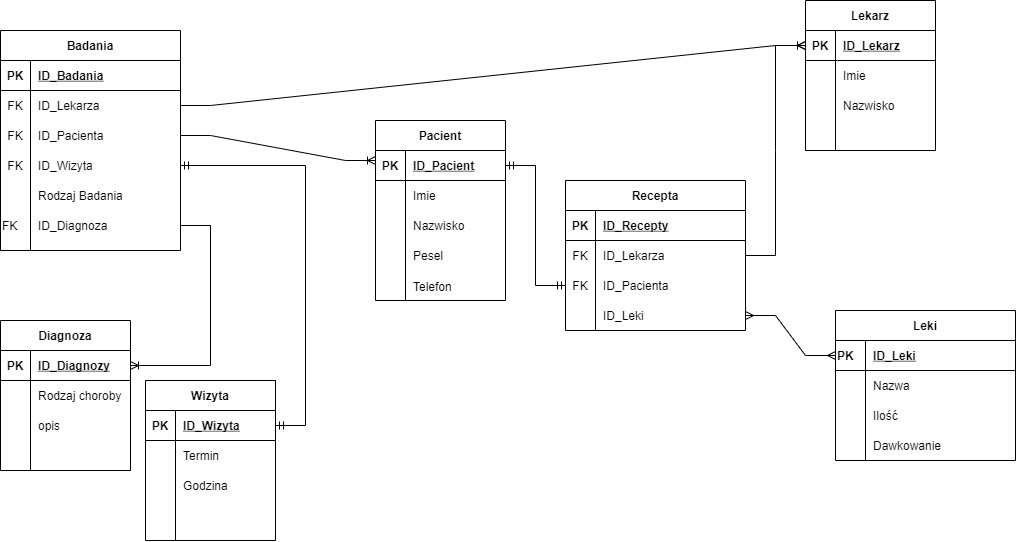 Badania
PK ID_Badania
FK ID_Lekarza
FK ID_Pacienta
FK ID_Wizyta
Rodzaj Badania
FK ID_Diagnoza
Pacient
PK ID_Pacient
Imie
Nazwisko
Pesel
Telefon
Lekarz
PK ID_Lekarz
Imie
Nazwisko
Recepta
PK ID_Recepty
FK ID_Lekarza
FK ID_Pacienta
ID_Leki
Diagnoza
PK ID_Diagnozy
Rodzaj choroby
opis
Wizyta
PK ID_Wizyta
Termin
Godzina
Leki
PK ID_Leki
Nazwa
Ilość
Dawkowanie